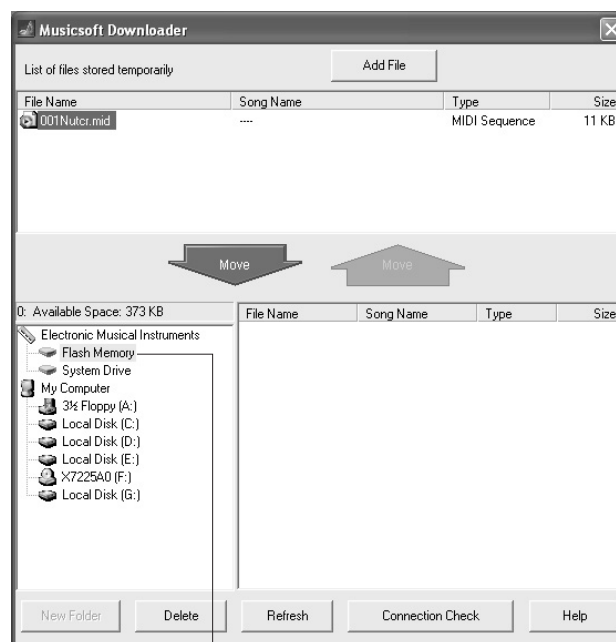 Musicsoft Downloader
List of files stored temporarily Add File
File Name Song Name Type Size
001Nutcr.mid ---- MIDI Sequence 11 KB
Move Move
0: Available Space: 373 KB
File Name Song Name Type Size
Electronic Musical Instruments
Flash Memory
System Drive
My Computer
3½ Floppy (A:)
Local Disk (C:)
Local Disk (D:)
Local Disk (E:)
X7225A0 (F:)
Local Disk (G:)
New Folder Delete Refresh Connection Check Help